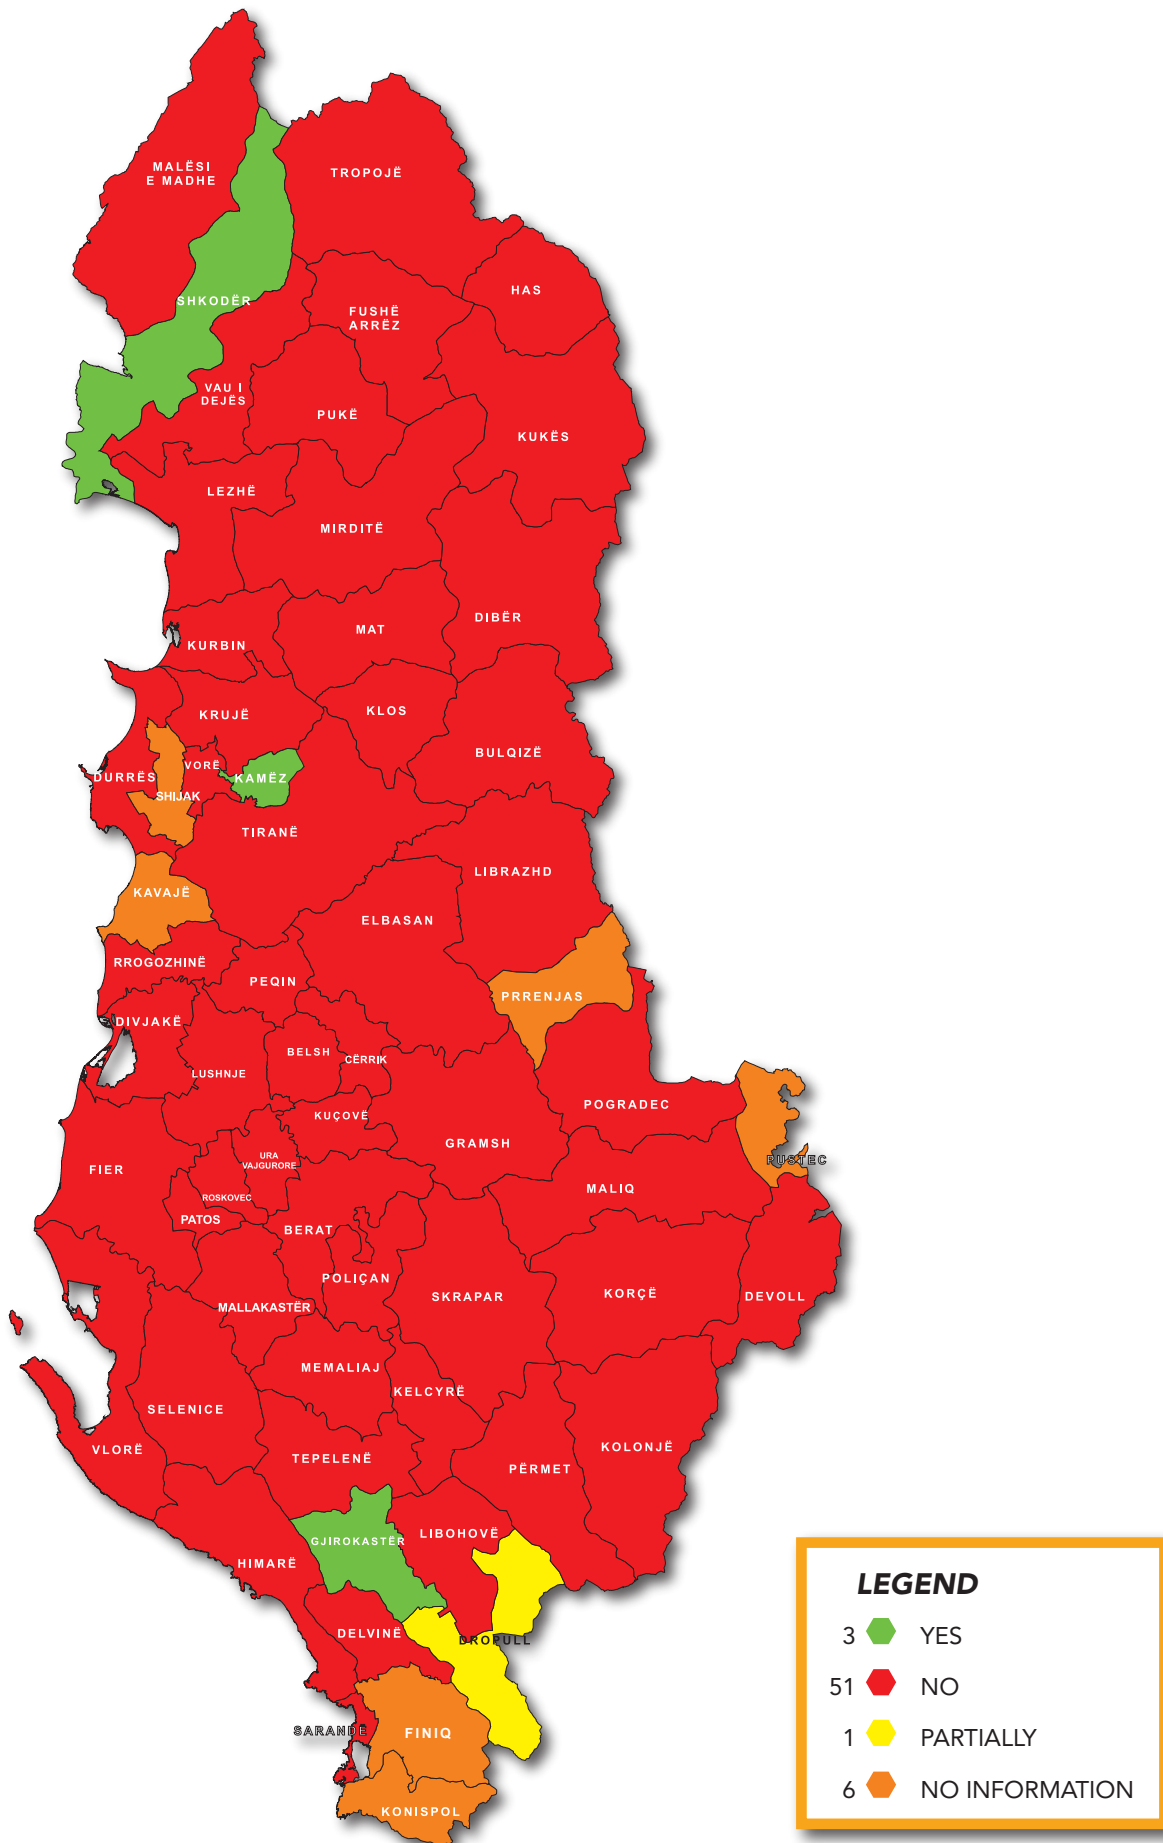 MALËSI
E MADHE
TROPOJË
HAS
SHKODËR
FUSHË
ARRËZ
VAU I
DEJËS
PUKË
KUKËS
LEZHË
MIRDITË
DIBËR
MAT
KURBIN
KLOS
KRUJË
BULQIZË
VORË
DURRËS
KAMËZ
SHIJAK
TIRANË
LIBRAZHD
KAVAJË
ELBASAN
RROGOZHINË
PEQIN
PRRENJAS
DIVJAKË
BELSH
CËRRIK
LUSHNJE
POGRADEC
KUÇOVË
GRAMSH
URA
VAJGURORE
PUSTEC
FIER
MALIQ
ROSKOVEC
PATOS
BERAT
POLIÇAN
SKRAPAR
KORÇË
DEVOLL
MALLAKASTËR
MEMALIAJ
KELCYRË
SELENICE
VLORË
TEPELENË
PËRMET
KOLONJË
LIBOHOVË
GJIROKASTËR
HIMARË
DELVINË
DROPULL
SARANDË
FINIQ
KONISPOL
LEGEND
3 YES
51 NO
1 PARTIALLY
6 NO INFORMATION